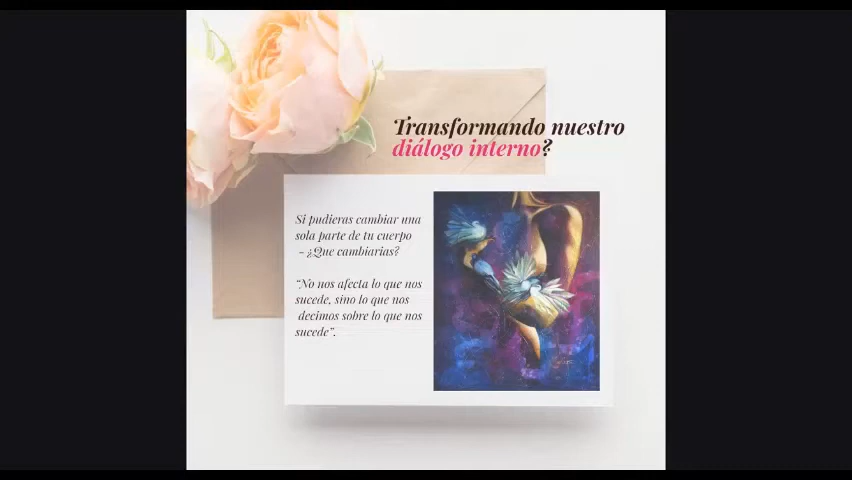 Transformando nuestro
diálogo interno?
Si pudieras cambiar una
sola parte de tu cuerpo
- ¿Que cambiarias?
“No nos afecta lo que nos
sucede, sino lo que nos
decimos sobre lo que nos
sucede”.